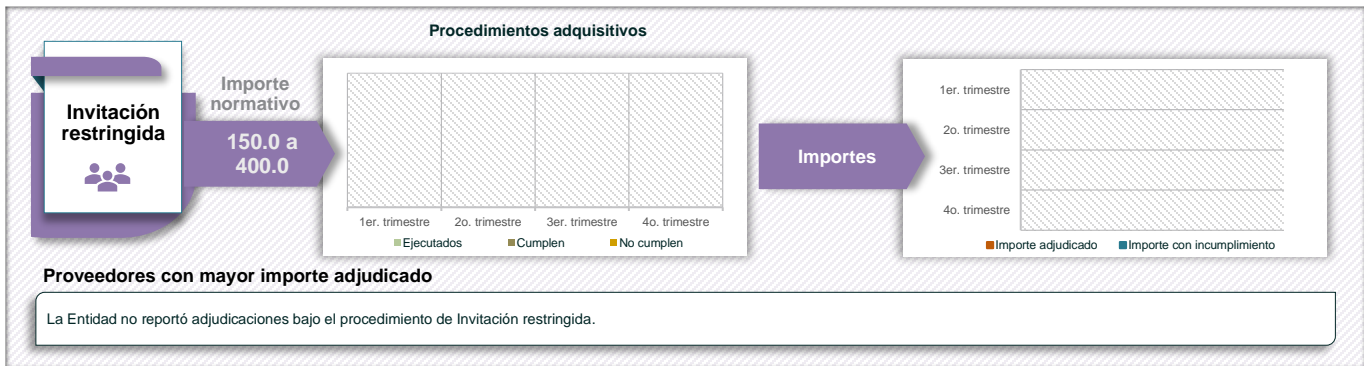 Procedimientos adquisitivos
Invitación
restringida
Importe
normativo
150.0 a
400.0
1er. trimestre
2o. trimestre
3er. trimestre
4o. trimestre
Ejecutados
Cumplen
No cumplen
Importes
1er. trimestre
2o. trimestre
3er. trimestre
4o. trimestre
Importe adjudicado
Importe con incumplimiento
Proveedores con mayor importe adjudicado
La Entidad no reportó adjudicaciones bajo el procedimiento de Invitación restringida.